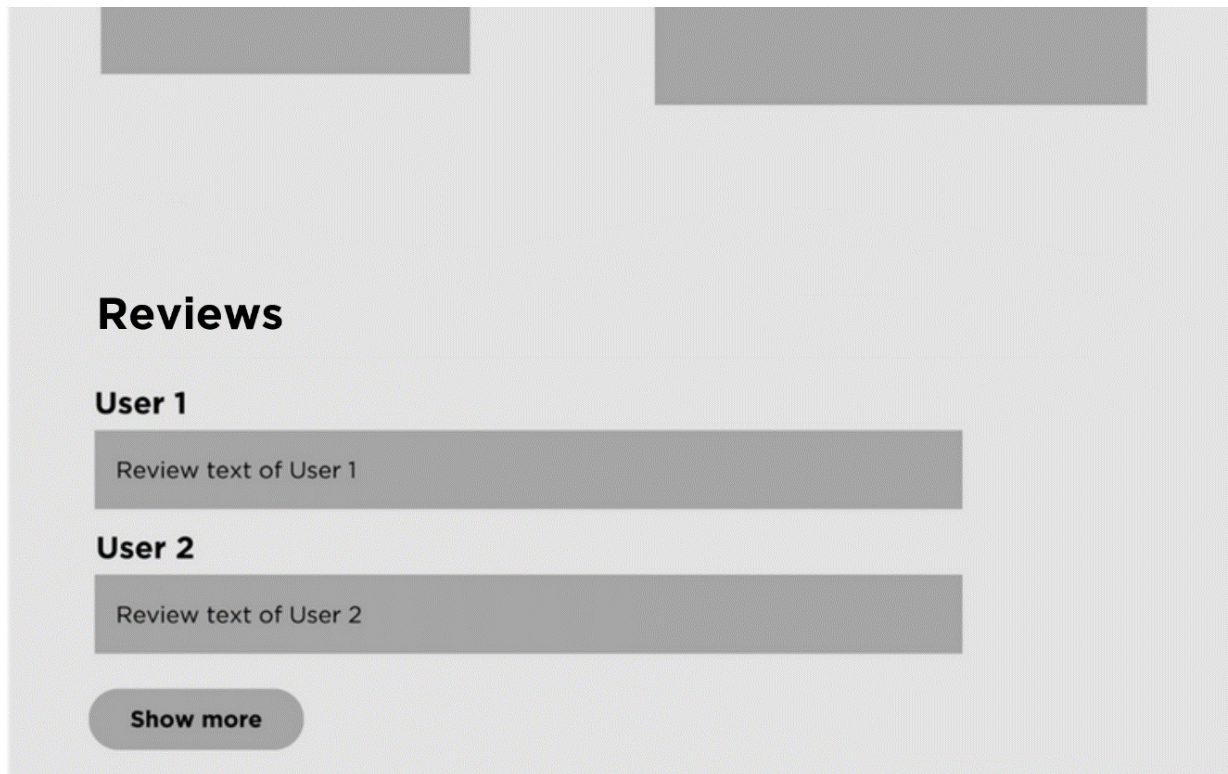 Reviews
User 1
Review text of User 1
User 2
Review text of User 2
Show more